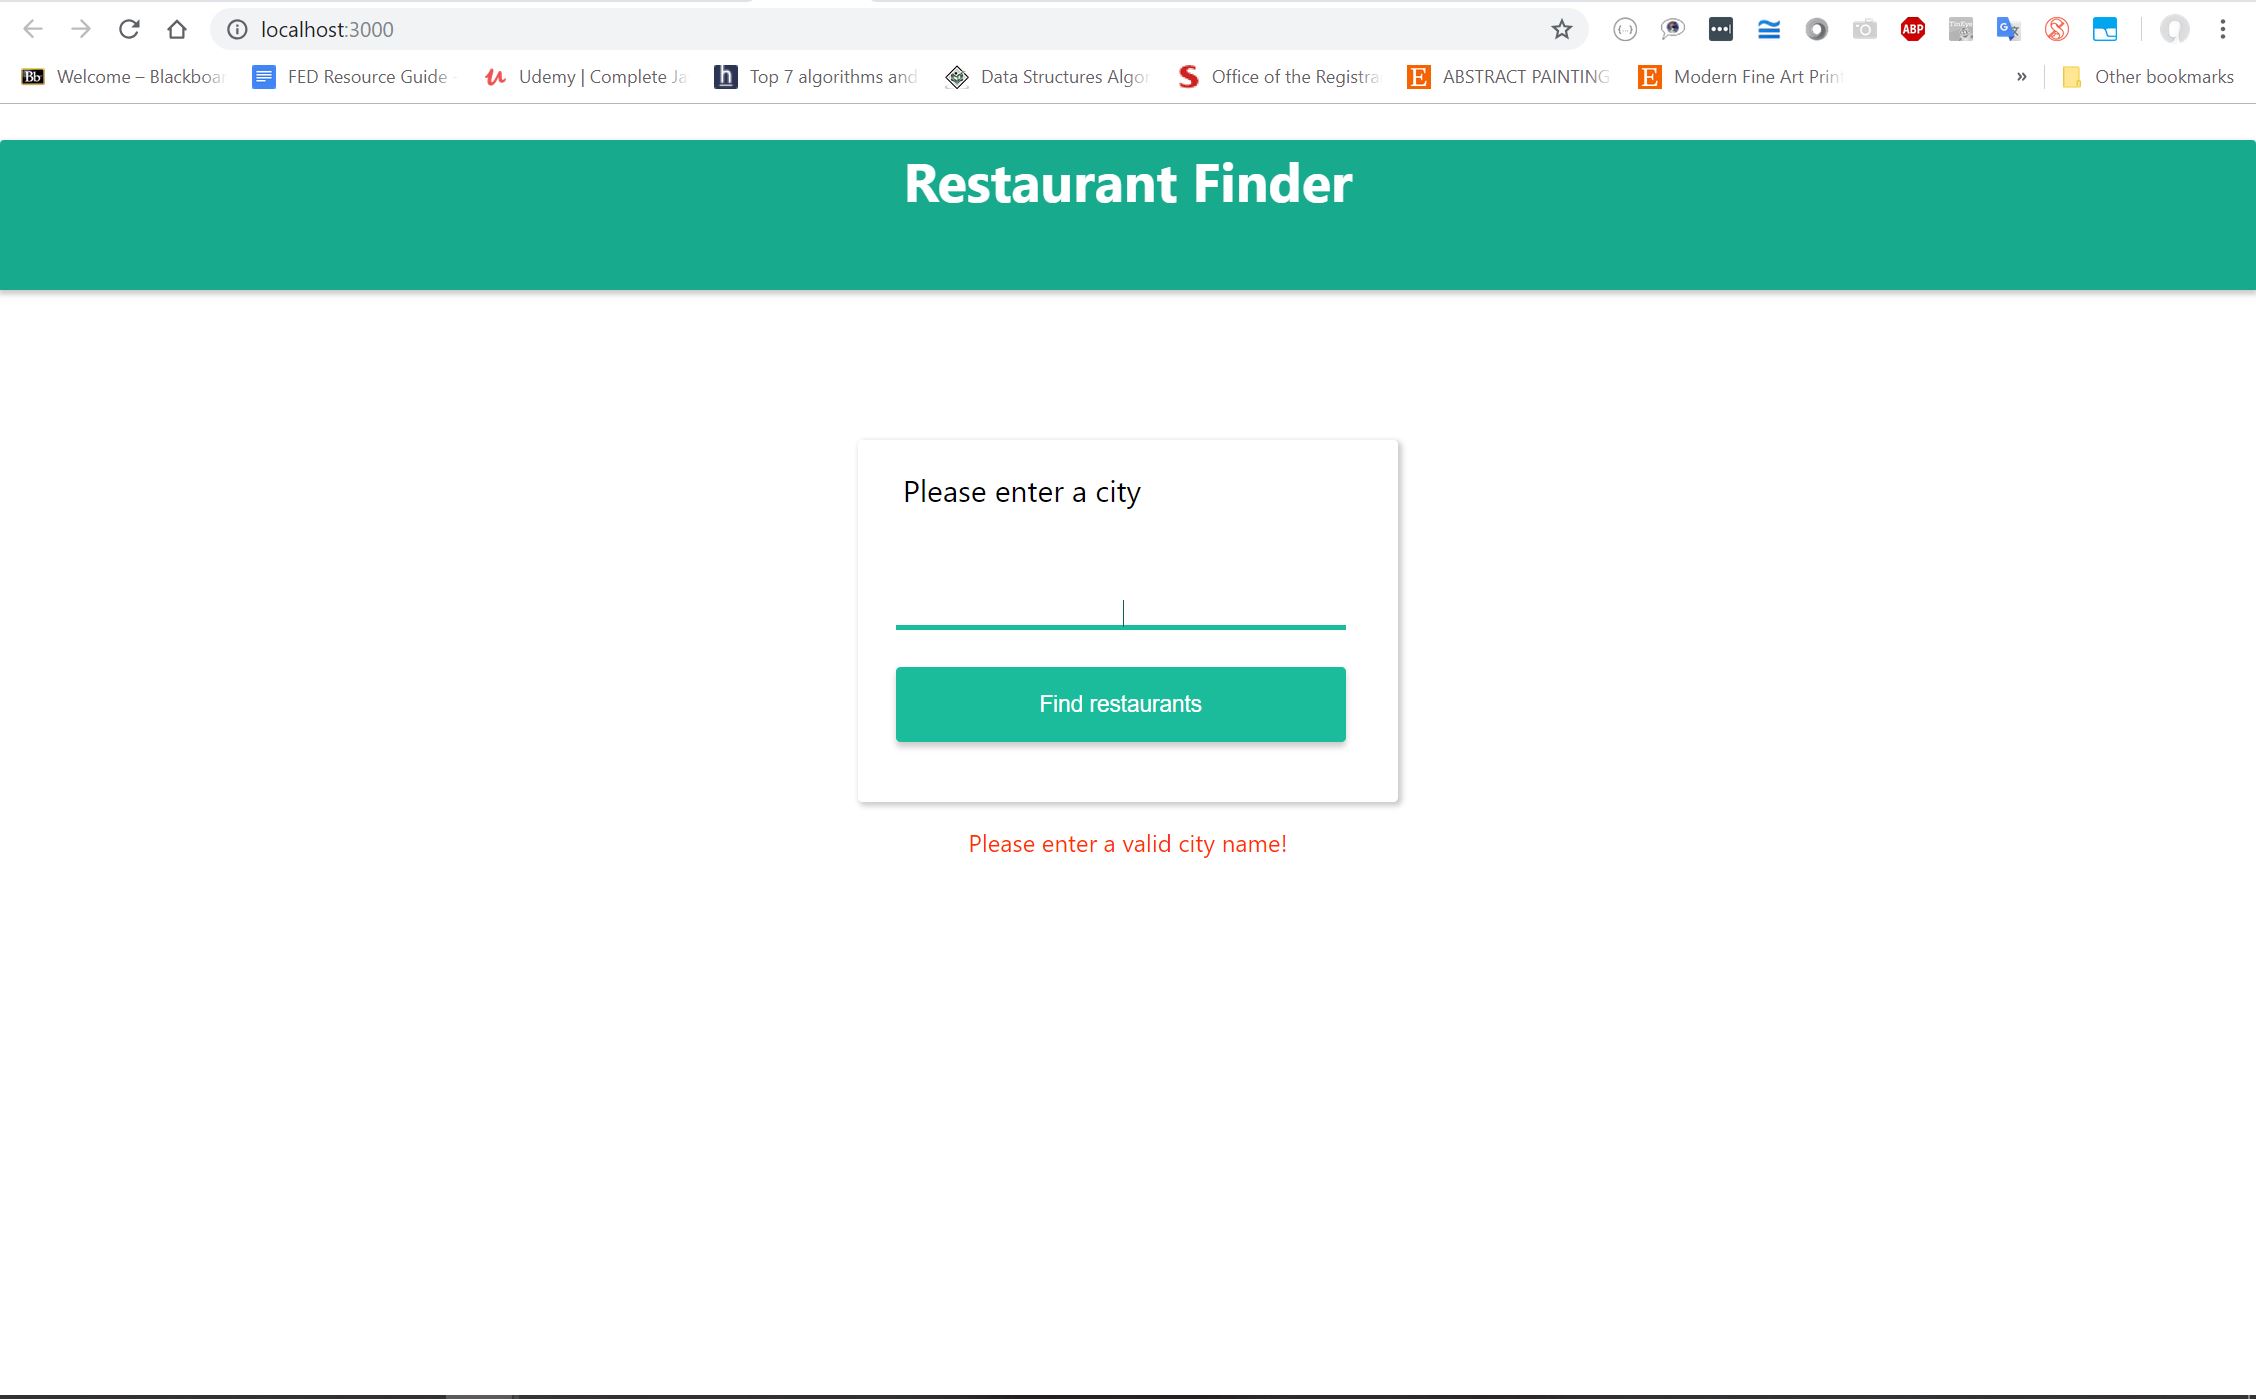 localhost:3000
ABP
Bb Welcome – Blackboar FED Resource Guide - Udemy | Complete Ja h Top 7 algorithms and Data Structures Algor S Office of the Registra E ABSTRACT PAINTING E Modern Fine Art Prin » Other bookmarks
Restaurant Finder
Please enter a city
Find restaurants
Please enter a valid city name!